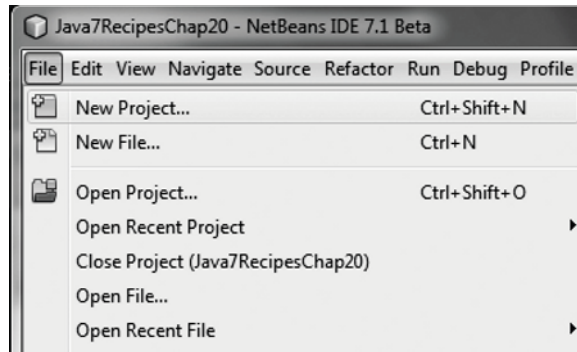 Java7RecipesChap20 - NetBeans IDE 7.1 Beta
File Edit View Navigate Source Refactor Run Debug Profile
New Project... Ctrl+Shift+N
New File... Ctrl+N
Open Project... Ctrl+Shift+O
Open Recent Project
Close Project (Java7RecipesChap20)
Open File...
Open Recent File